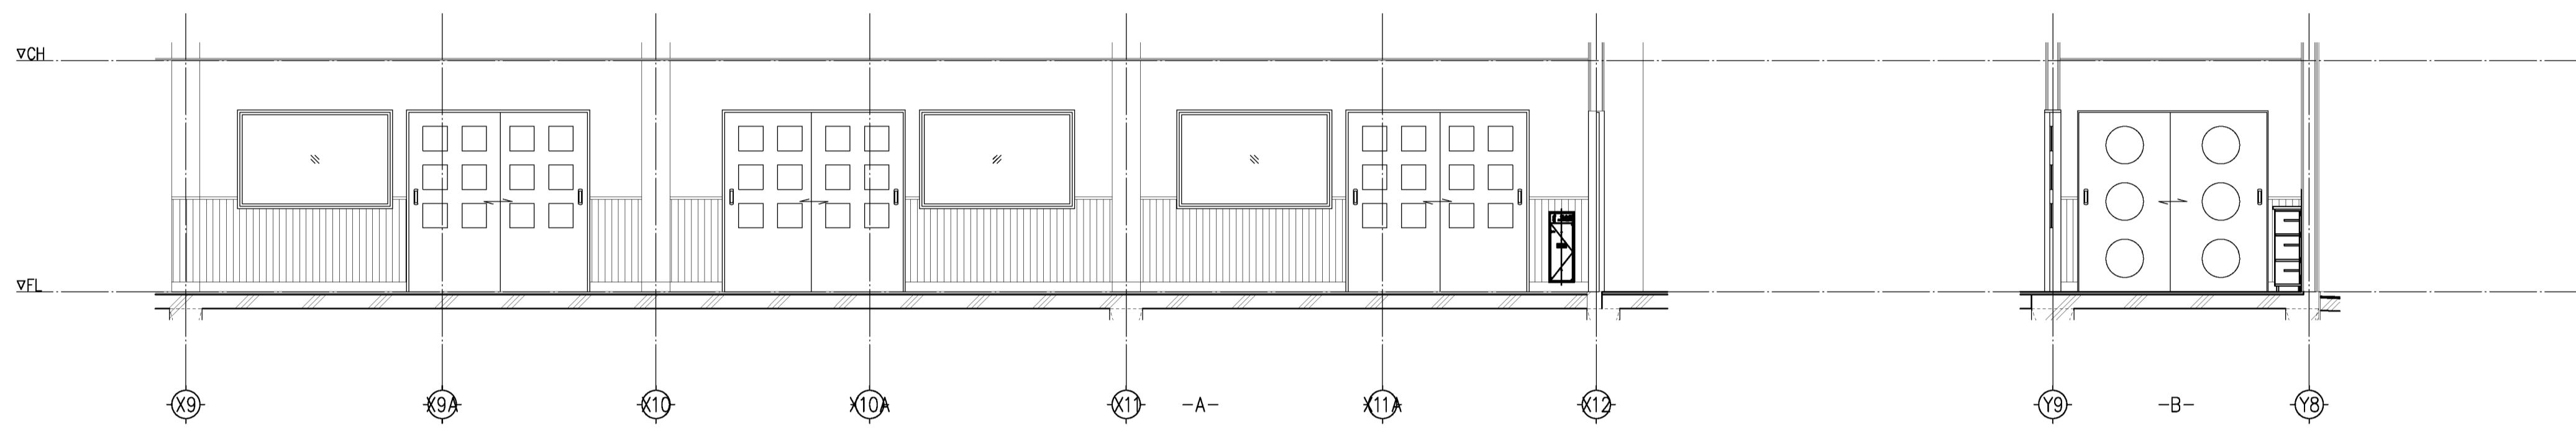 ▽CH
▽FL
X9
X9A
X10
X10A
X11
-A-
X11A
X12
Y9
-B-
Y8